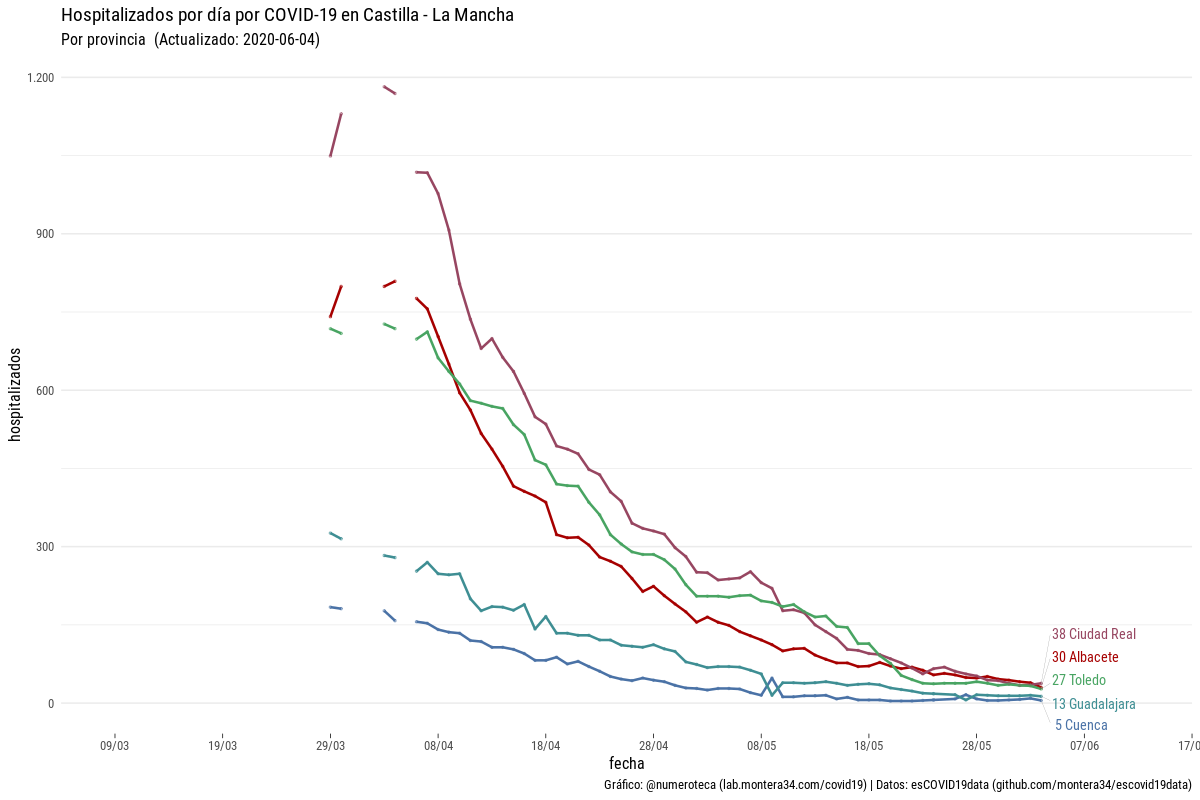 Hospitalizados por día por COVID-19 en Castilla - La Mancha
Por provincia  (Actualizado: 2020-06-04)
hospitalizados
1.200
900
600
300
0
38 Ciudad Real
30 Albacete
27 Toledo
13 Guadalajara
5 Cuenca
09/03
19/03
29/03
08/04
18/04
28/04
08/05
18/05
28/05
07/06
17/0
fecha
Gráfico: @numeroteca (lab.montera34.com/covid19) | Datos: esCOVID19data (github.com/montera34/escovid19data)